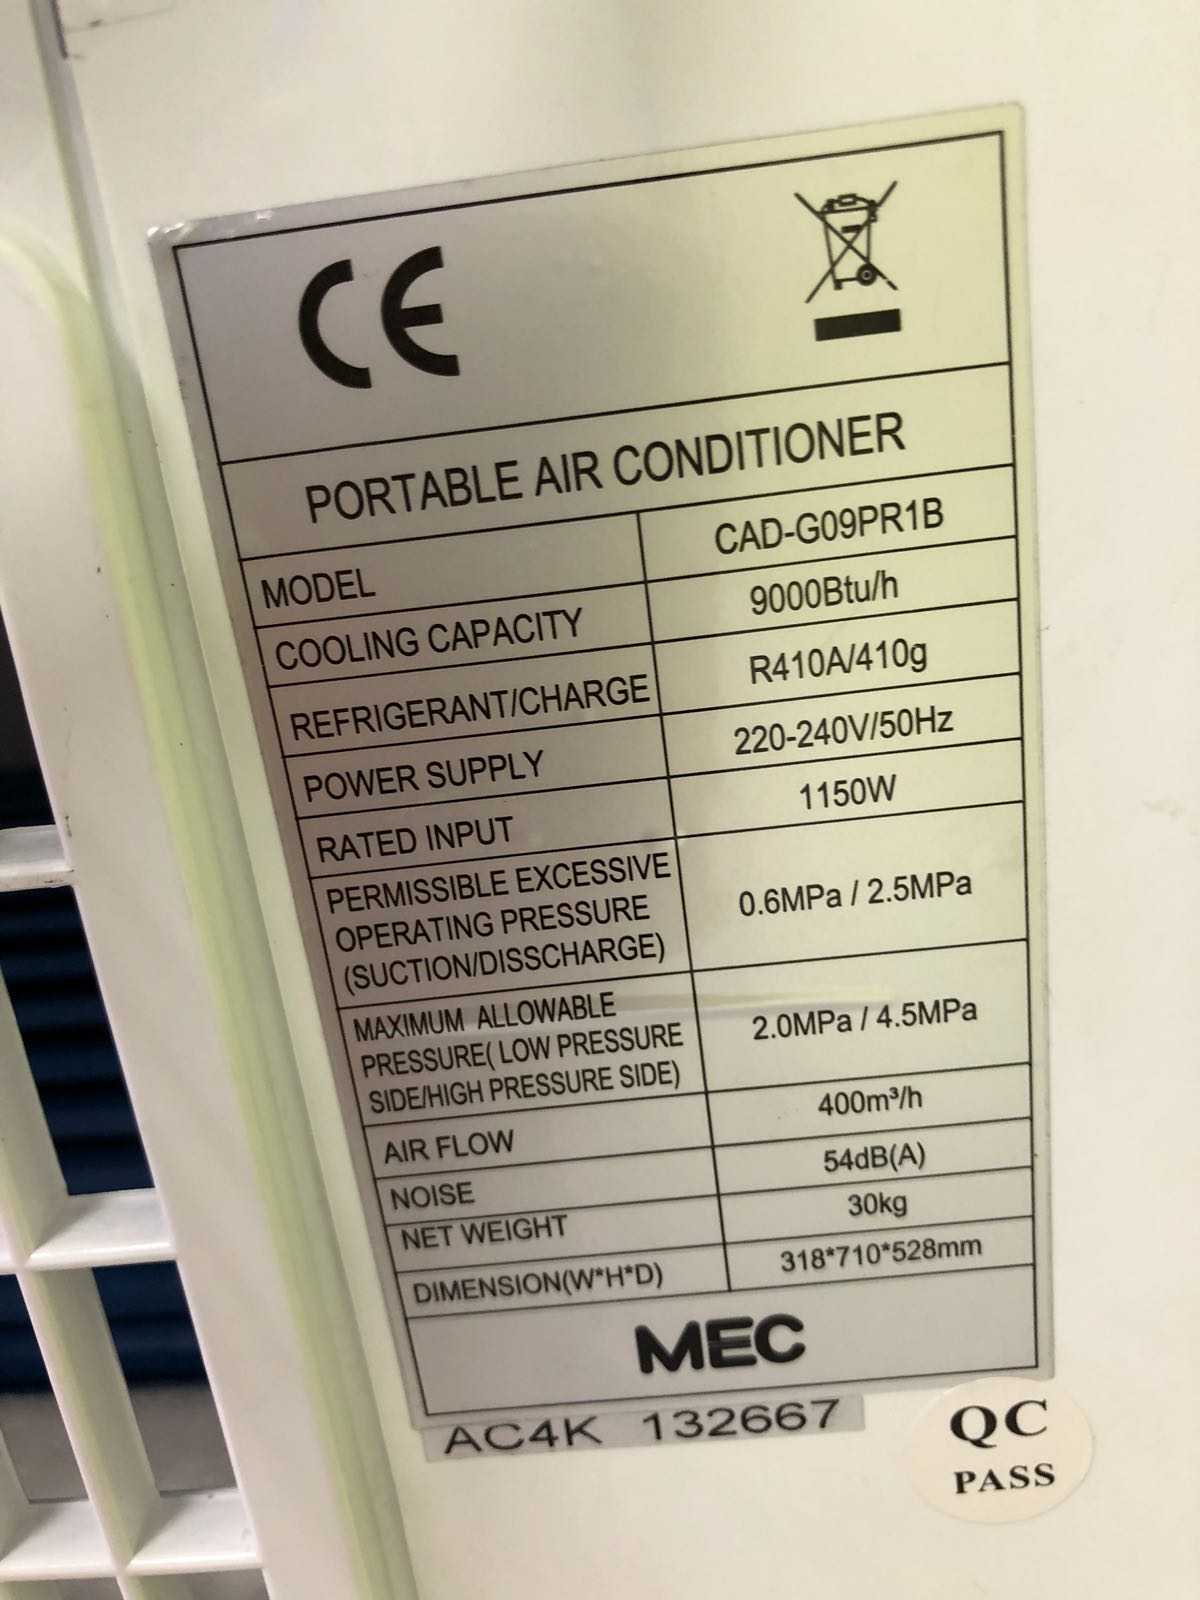 CE
PORTABLE AIR CONDITIONER
MODEL CAD-G09PR1B
COOLING CAPACITY 9000Btu/h
REFRIGERANT/CHARGE R410A/410g
POWER SUPPLY 220-240V/50Hz
RATED INPUT 1150W
PERMISSIBLE EXCESSIVE
OPERATING PRESSURE
(SUCTION/DISSCHARGE)
0.6MPa / 2.5MPa
MAXIMUM ALLOWABLE
PRESSURE( LOW PRESSURE
SIDE/HIGH PRESSURE SIDE)
2.0MPa / 4.5MPa
AIR FLOW 400m³/h
NOISE 54dB(A)
NET WEIGHT 30kg
DIMENSION(W*H*D) 318*710*528mm
MEC
AC4K 132667
QC
PASS